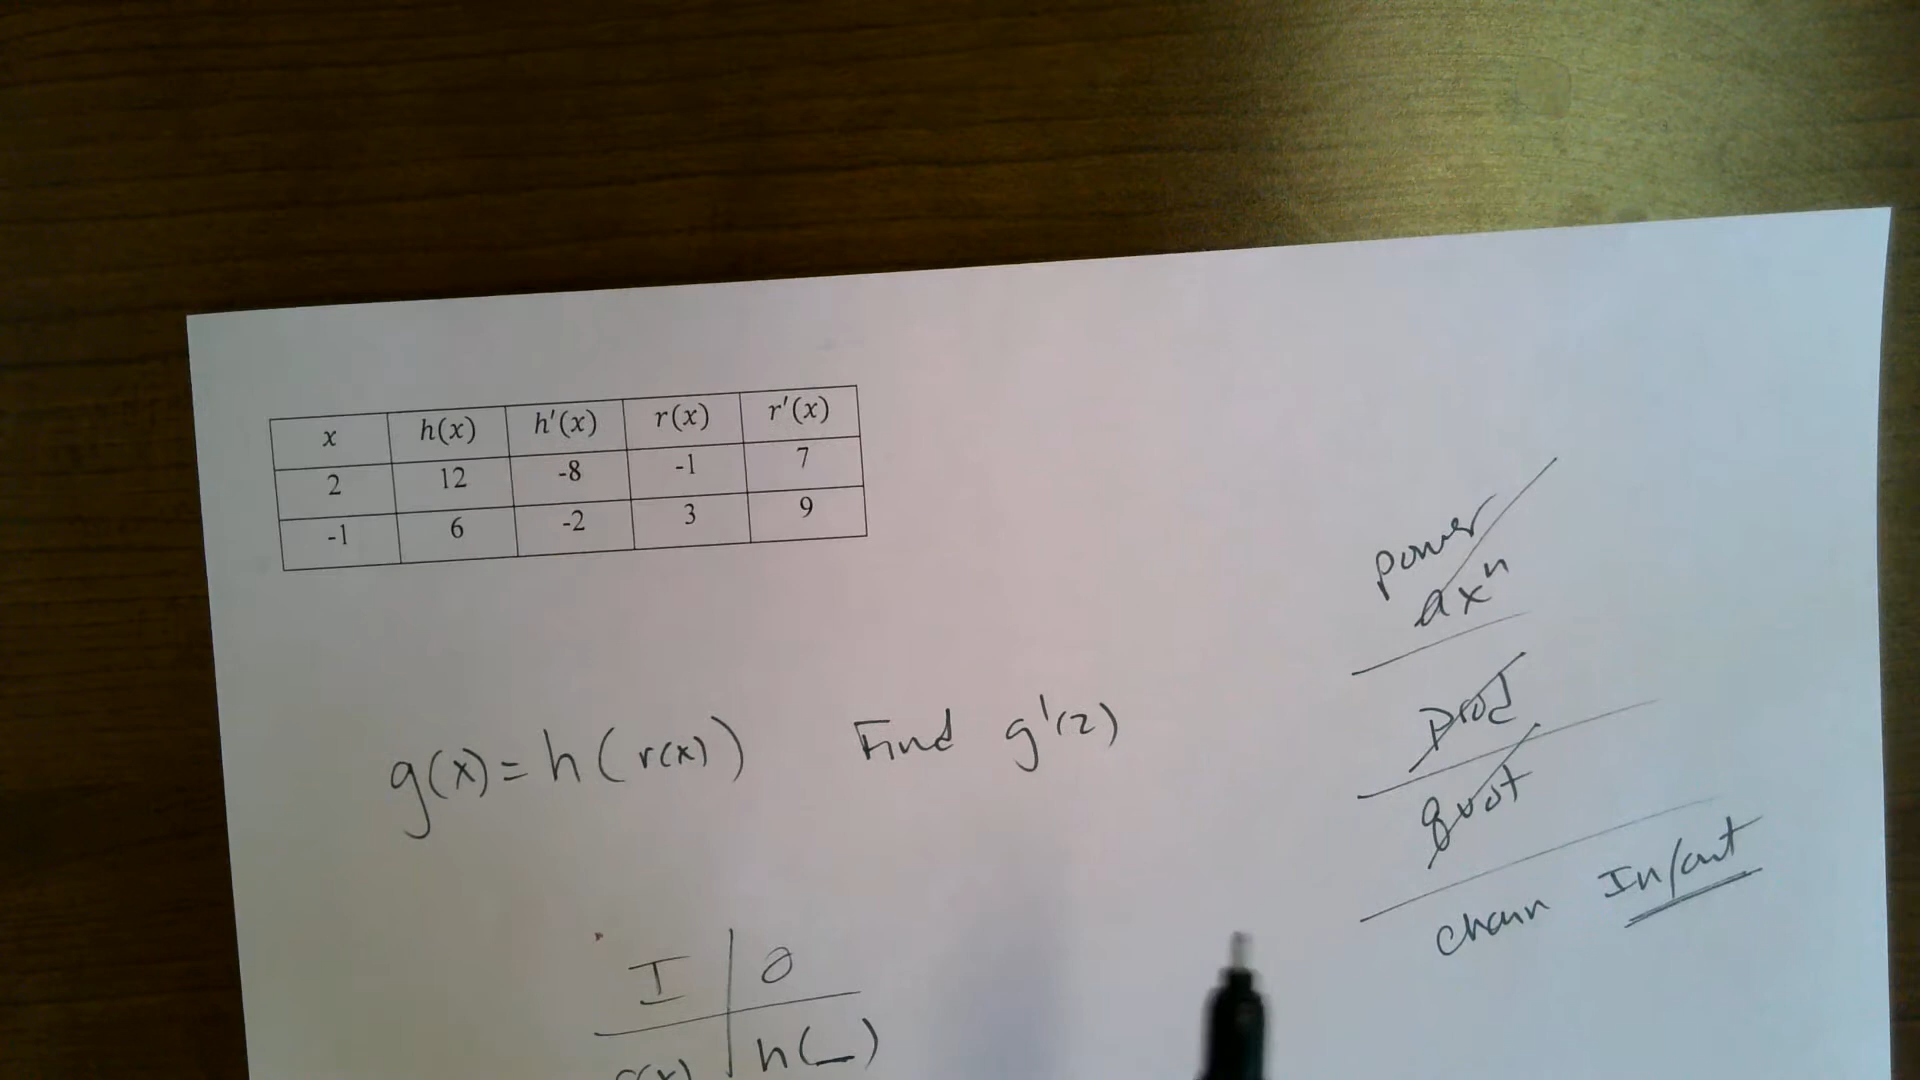 x h(x) h'(x) r(x) r'(x)
2 12 -8 -1 7
-1 6 -2 3 9
power
ax^n
prod
g(x) = h(r(x)) Find g'(2)
quot
chain In/out
I | O
r(x) | h(_)